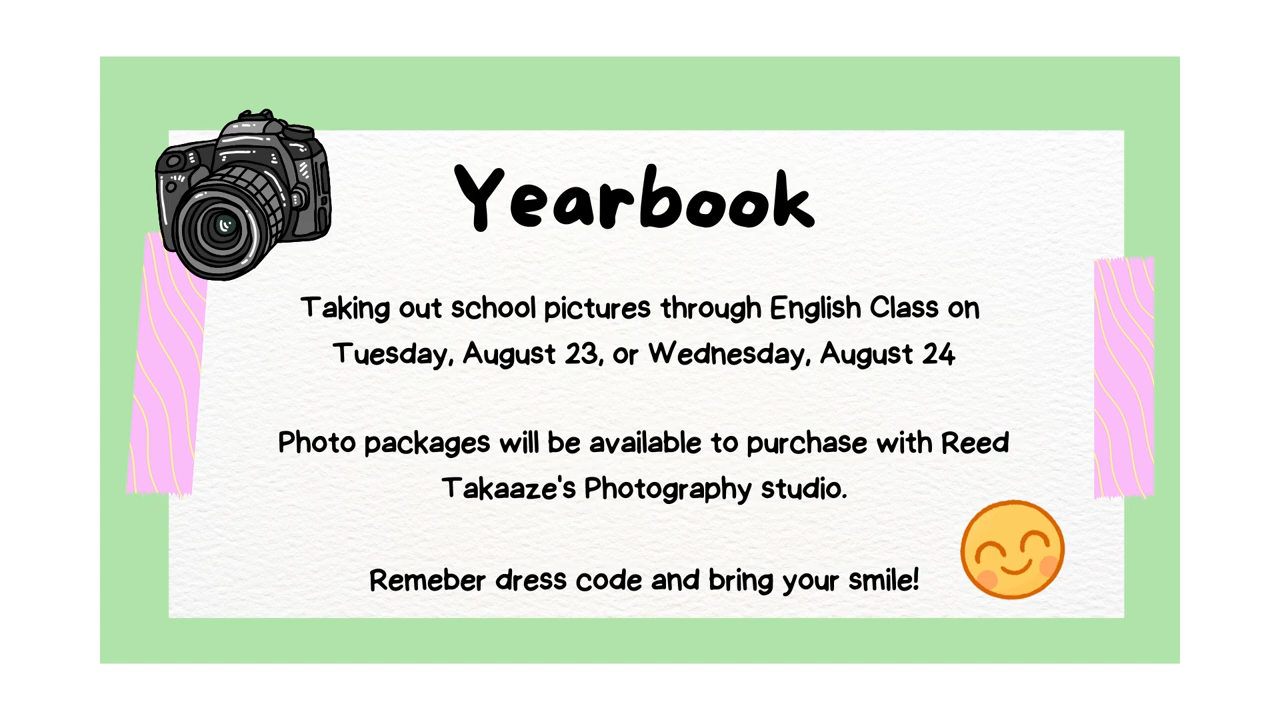 Yearbook
Taking out school pictures through English Class on
Tuesday, August 23, or Wednesday, August 24
Photo packages will be available to purchase with Reed
Takaaze's Photography studio.
Remeber dress code and bring your smile!